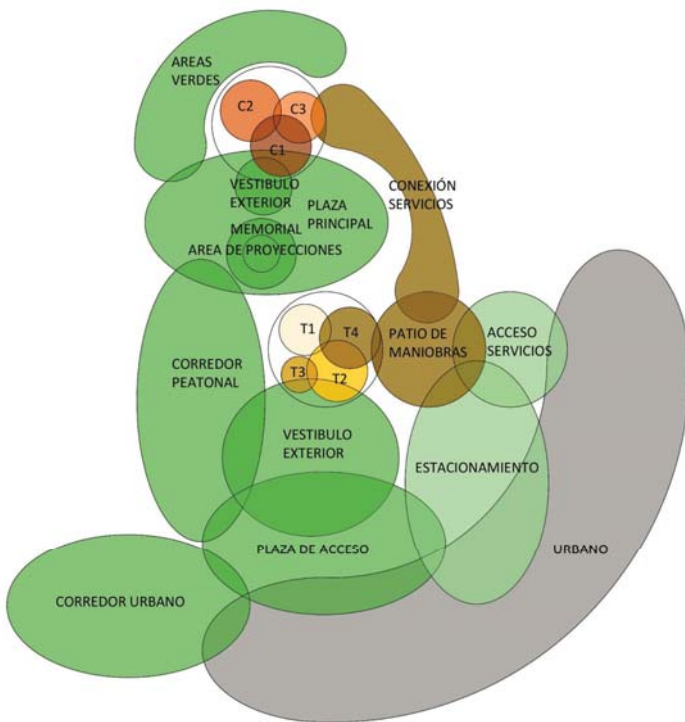 AREAS
VERDES
C2
C3
C1
VESTIBULO
EXTERIOR
PLAZA
PRINCIPAL
CONEXIÓN
SERVICIOS
MEMORIAL
AREA DE PROYECCIONES
T1
T4
PATIO DE
MANIOBRAS
ACCESO
SERVICIOS
CORREDOR
PEATONAL
T3
T2
VESTIBULO
EXTERIOR
ESTACIONAMIENTO
PLAZA DE ACCESO
URBANO
CORREDOR URBANO